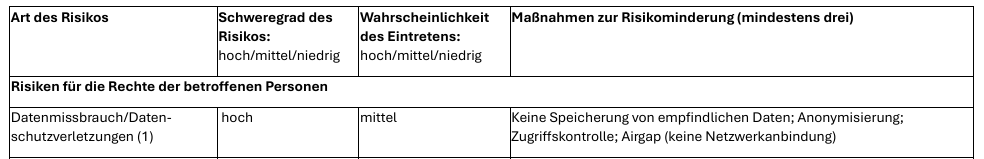 Art des Risikos
Schweregrad des
Risikos:
hoch/mittel/niedrig
Wahrscheinlichkeit
des Eintretens:
hoch/mittel/niedrig
Maßnahmen zur Risikominderung (mindestens drei)
Risiken für die Rechte der betroffenen Personen
Datenmissbrauch/Daten-
schutzverletzungen (1)
hoch
mittel
Keine Speicherung von empfindlichen Daten; Anonymisierung;
Zugriffskontrolle; Airgap (keine Netzwerkanbindung)